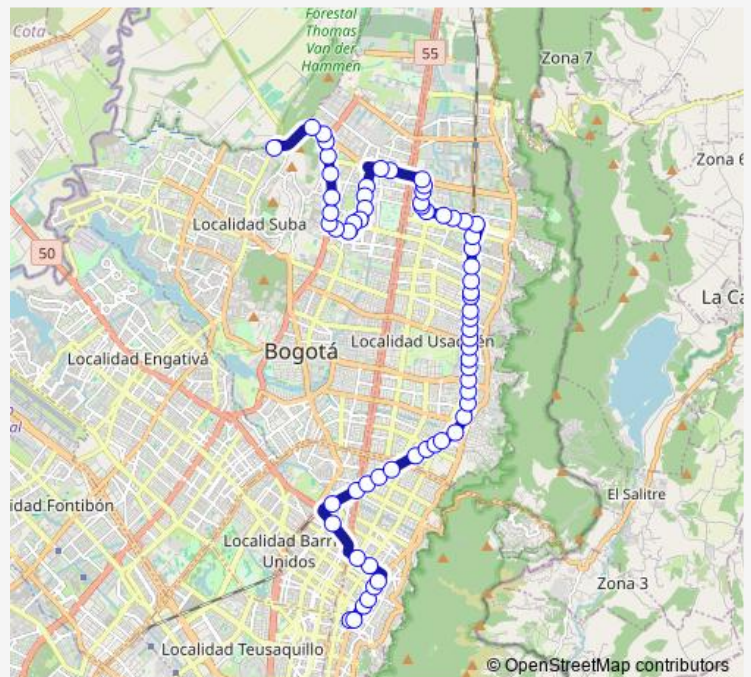 Cota
Forestal
Thomas
Van der
Hammen
55
Zona 7
Zona 6
Localidad Suba
50
La Ca
Localidad Usaquén
Bogotá
Localidad Engativá
El Salitre
idad Fontibón
Localidad Barri
Unidos
Zona 3
Localidad Teusaquillo
© OpenStreetMap contributors